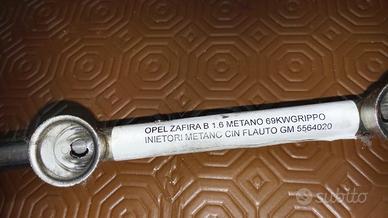 OPEL ZAFIRA B 1.6 METANO 69KWGRIPPO
INIETORI METANC CIN FLAUTO GM 5564020
subito